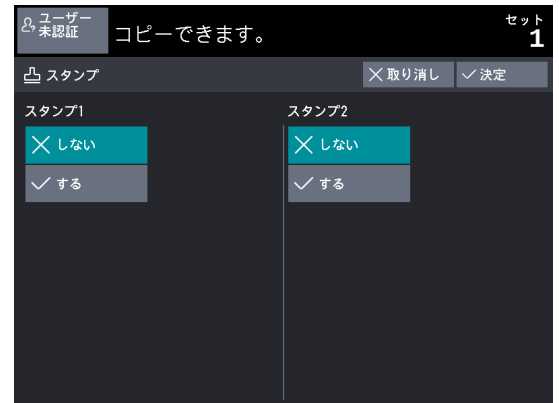 ユーザー
未認証
コピーできます。
セット
1
スタンプ
取り消し
決定
スタンプ1
しない
する
スタンプ2
しない
する